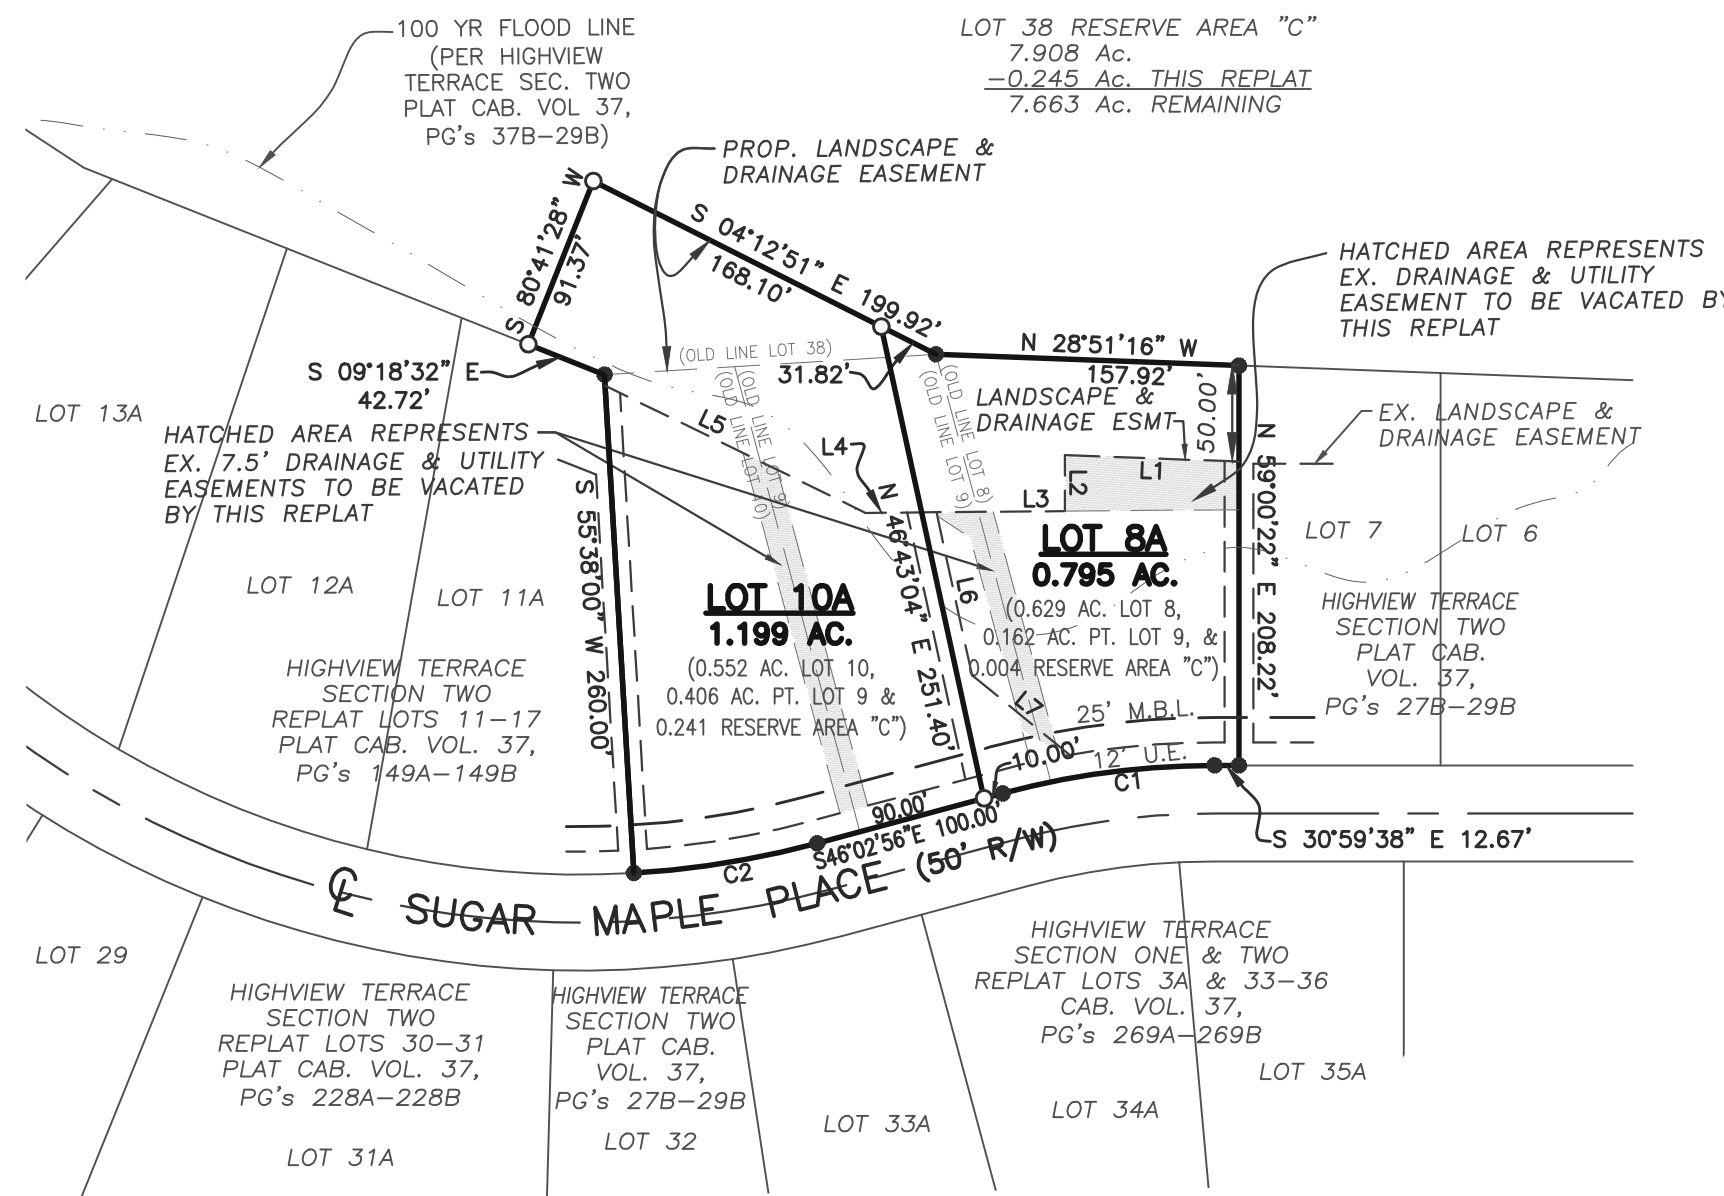 100 YR FLOOD LINE
(PER HIGHVIEW
TERRACE SEC. TWO
PLAT CAB. VOL 37,
PG's 37B-29B)
LOT 38 RESERVE AREA "C"
7.908 Ac.
-0.245 Ac. THIS REPLAT
7.663 Ac. REMAINING
PROP. LANDSCAPE &
DRAINAGE EASEMENT
S 80°41'28" W
91.37'
S 04°12'51" E 199.92'
168.10'
HATCHED AREA REPRESENTS
EX. DRAINAGE & UTILITY
EASEMENT TO BE VACATED BY
THIS REPLAT
S 09°18'32" E
42.72'
(OLD LINE LOT 38)
31.82'
N 28°51'16" W
157.92'
LANDSCAPE &
DRAINAGE ESMT
50.00'
EX. LANDSCAPE &
DRAINAGE EASEMENT
LOT 13A
HATCHED AREA REPRESENTS
EX. 7.5' DRAINAGE & UTILITY
EASEMENTS TO BE VACATED
BY THIS REPLAT
L5
(OLD LINE LOT 9)
(OLD LINE LOT 10)
L4
(OLD LINE LOT 8)
(OLD LINE LOT 9)
L1
L2
L3
N 59°00'22" E 208.22'
LOT 7
LOT 6
S 55°38'00" W 260.00'
N 46°43'04" E 251.40'
LOT 8A
0.795 AC.
(0.629 AC. LOT 8,
0.162 AC. PT. LOT 9, &
0.004 RESERVE AREA "C")
L6
LOT 12A
LOT 11A
LOT 10A
1.199 AC.
(0.552 AC. LOT 10,
0.406 AC. PT. LOT 9 &
0.241 RESERVE AREA "C")
HIGHVIEW TERRACE
SECTION TWO
PLAT CAB.
VOL. 37,
PG's 27B-29B
HIGHVIEW TERRACE
SECTION TWO
REPLAT LOTS 11-17
PLAT CAB. VOL. 37,
PG's 149A-149B
L7
25' M.B.L.
12' U.E.
10.00'
C1
90.00'
S46°02'56"E 100.00'
C2
S 30°59'38" E 12.67'
CL SUGAR MAPLE PLACE (50' R/W)
LOT 29
HIGHVIEW TERRACE
SECTION TWO
REPLAT LOTS 30-31
PLAT CAB. VOL. 37,
PG's 228A-228B
LOT 31A
HIGHVIEW TERRACE
SECTION TWO
PLAT CAB.
VOL. 37,
PG's 27B-29B
LOT 32
LOT 33A
HIGHVIEW TERRACE
SECTION ONE & TWO
REPLAT LOTS 3A & 33-36
CAB. VOL. 37,
PG's 269A-269B
LOT 34A
LOT 35A